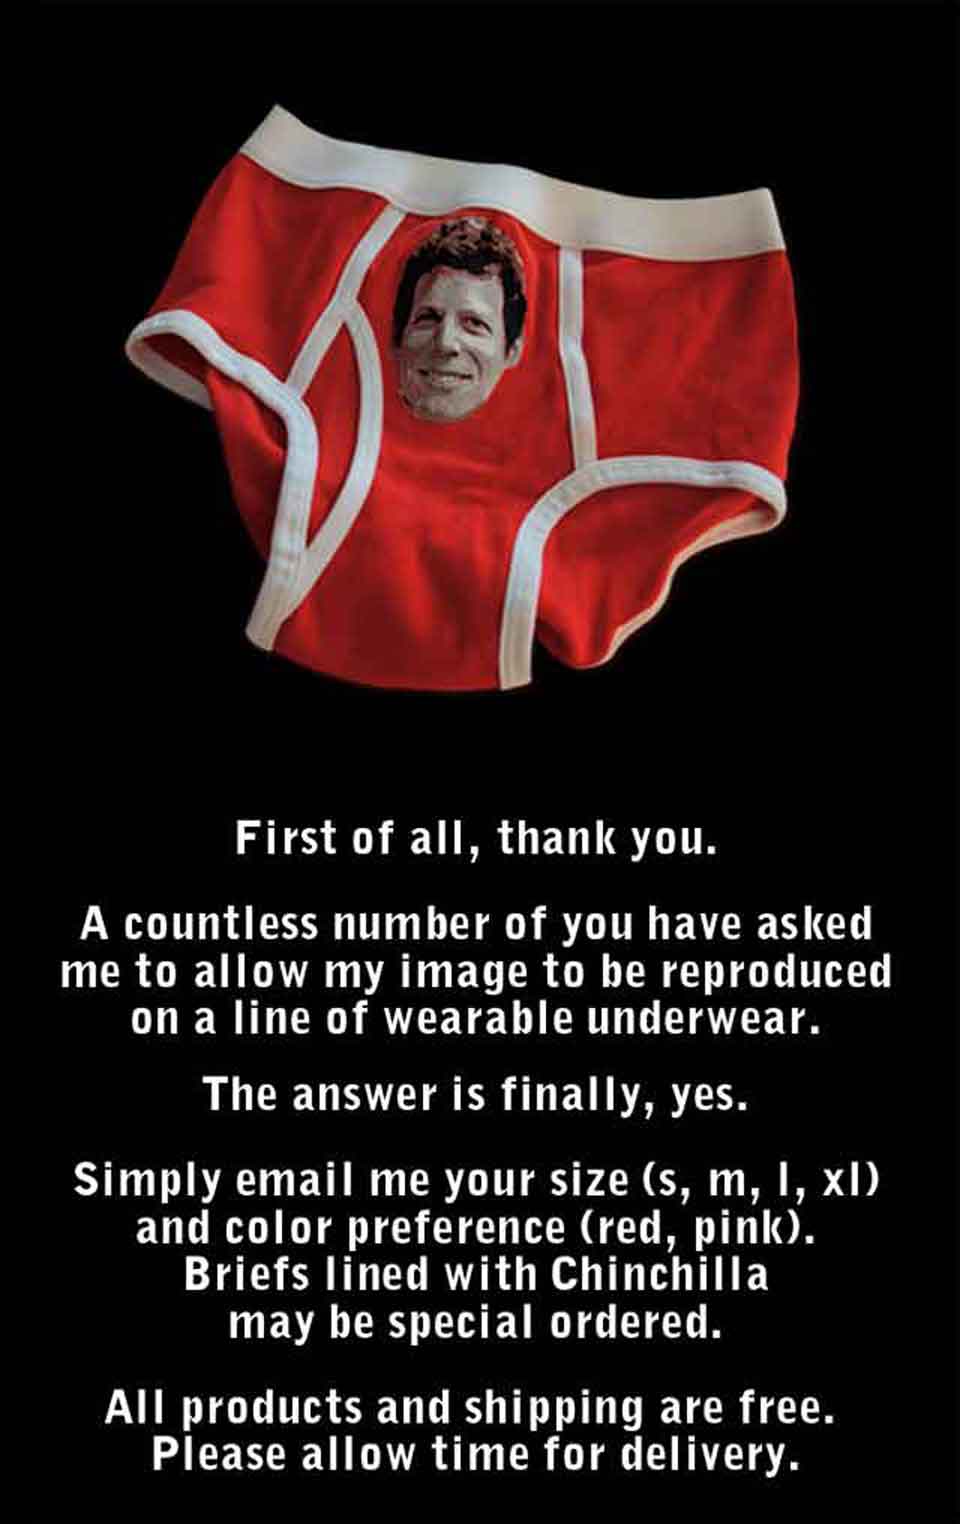 First of all, thank you.
A countless number of you have asked
me to allow my image to be reproduced
on a line of wearable underwear.
The answer is finally, yes.
Simply email me your size (s, m, l, xl)
and color preference (red, pink).
Briefs lined with Chinchilla
may be special ordered.
All products and shipping are free.
Please allow time for delivery.